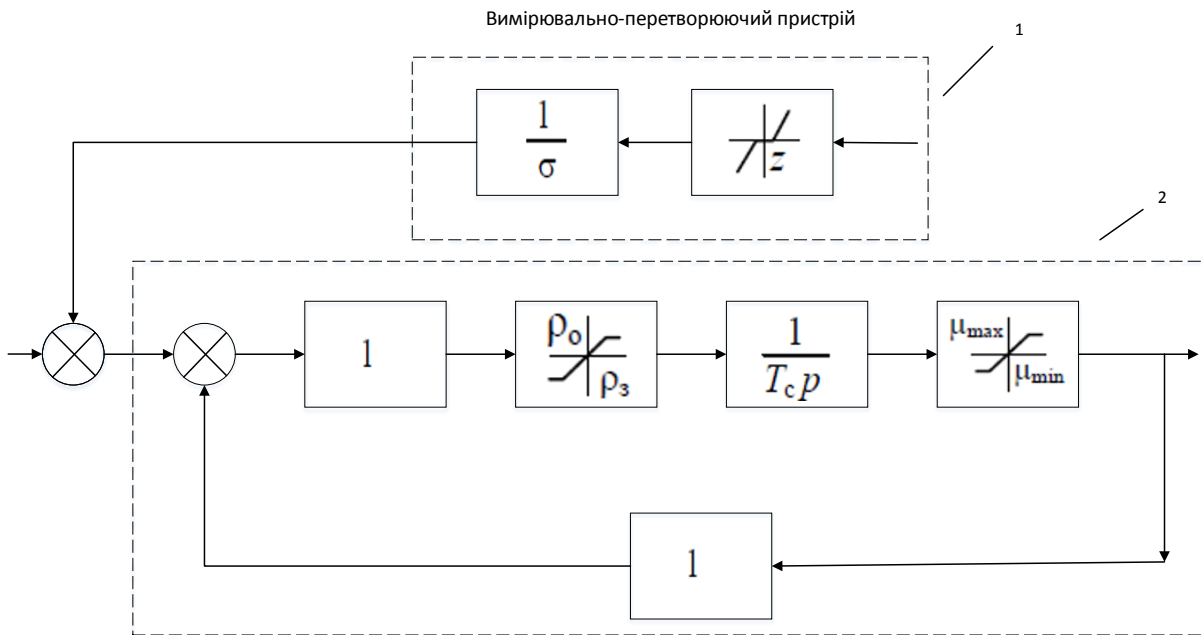 Вимірювально-перетворюючий пристрій
1
1
σ
z
2
1
ρо
ρз
1
Tс p
μmax
μmin
1